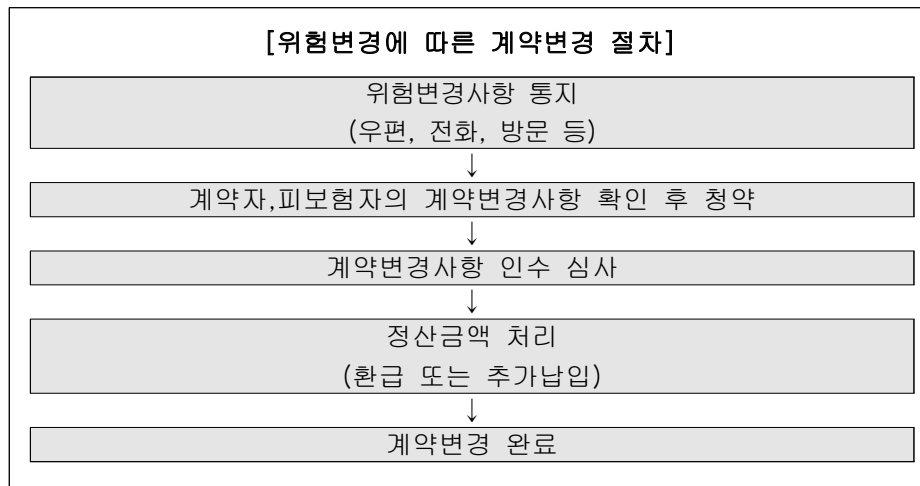 [위험변경에 따른 계약변경 절차]
위험변경사항 통지
(우편, 전화, 방문 등)
↓
계약자,피보험자의 계약변경사항 확인 후 청약
↓
계약변경사항 인수 심사
↓
정산금액 처리
(환급 또는 추가납입)
↓
계약변경 완료